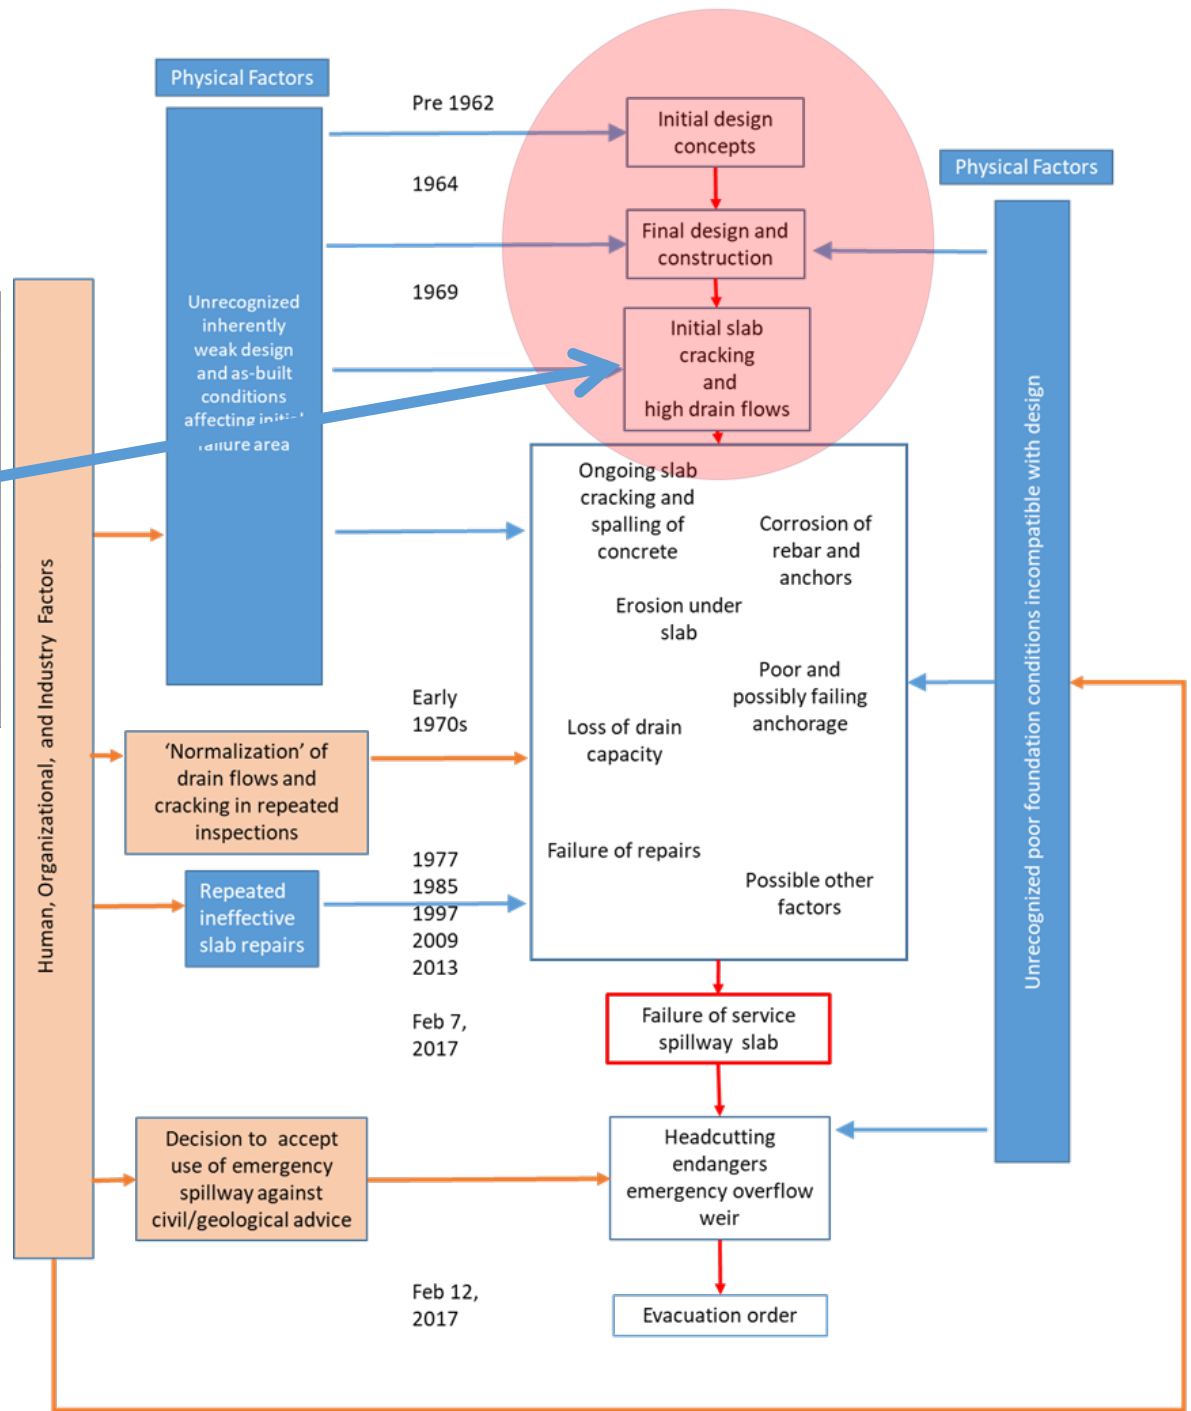 Physical Factors
Unrecognized
inherently
weak design
and as-built
conditions
affecting initial
failure area
Human, Organizational, and Industry Factors
'Normalization' of
drain flows and
cracking in repeated
inspections
Repeated
ineffective
slab repairs
Decision to accept
use of emergency
spillway against
civil/geological advice
Pre 1962
1964
1969
Early
1970s
1977
1985
1997
2009
2013
Feb 7,
2017
Feb 12,
2017
Initial design
concepts
Final design and
construction
Initial slab
cracking
and
high drain flows
Ongoing slab
cracking and
spalling of
concrete
Corrosion of
rebar and
anchors
Erosion under
slab
Poor and
possibly failing
anchorage
Loss of drain
capacity
Failure of repairs
Possible other
factors
Failure of service
spillway slab
Headcutting
endangers
emergency overflow
weir
Evacuation order
Physical Factors
Unrecognized poor foundation conditions incompatible with design